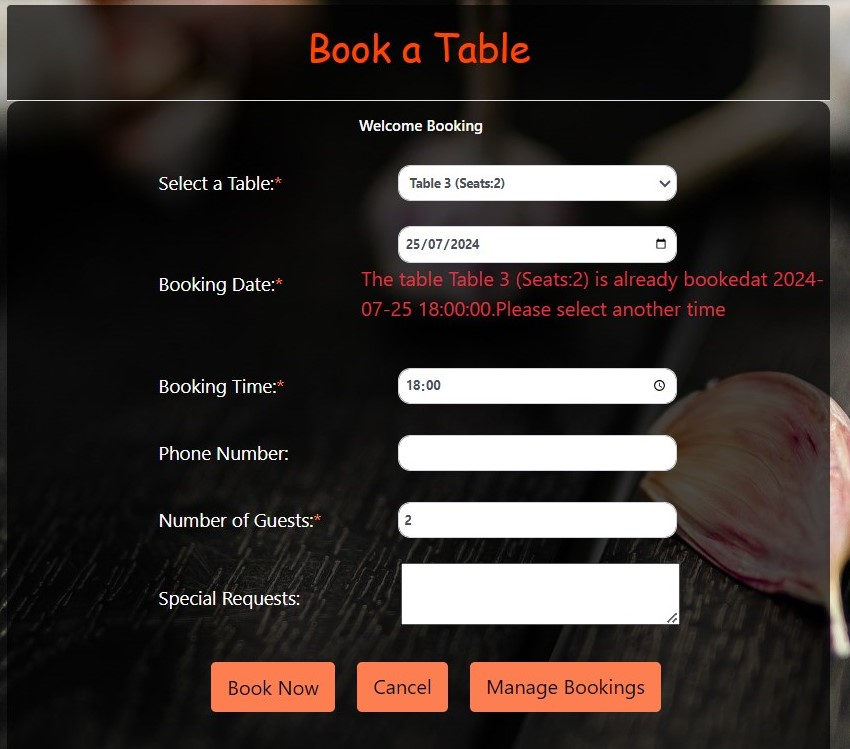 Book a Table
Welcome Booking
Select a Table:*
Table 3 (Seats:2)
25/07/2024
Booking Date:*
The table Table 3 (Seats:2) is already bookedat 2024-
07-25 18:00:00.Please select another time
Booking Time:*
18:00
Phone Number:
Number of Guests:*
2
Special Requests:
Book Now
Cancel
Manage Bookings